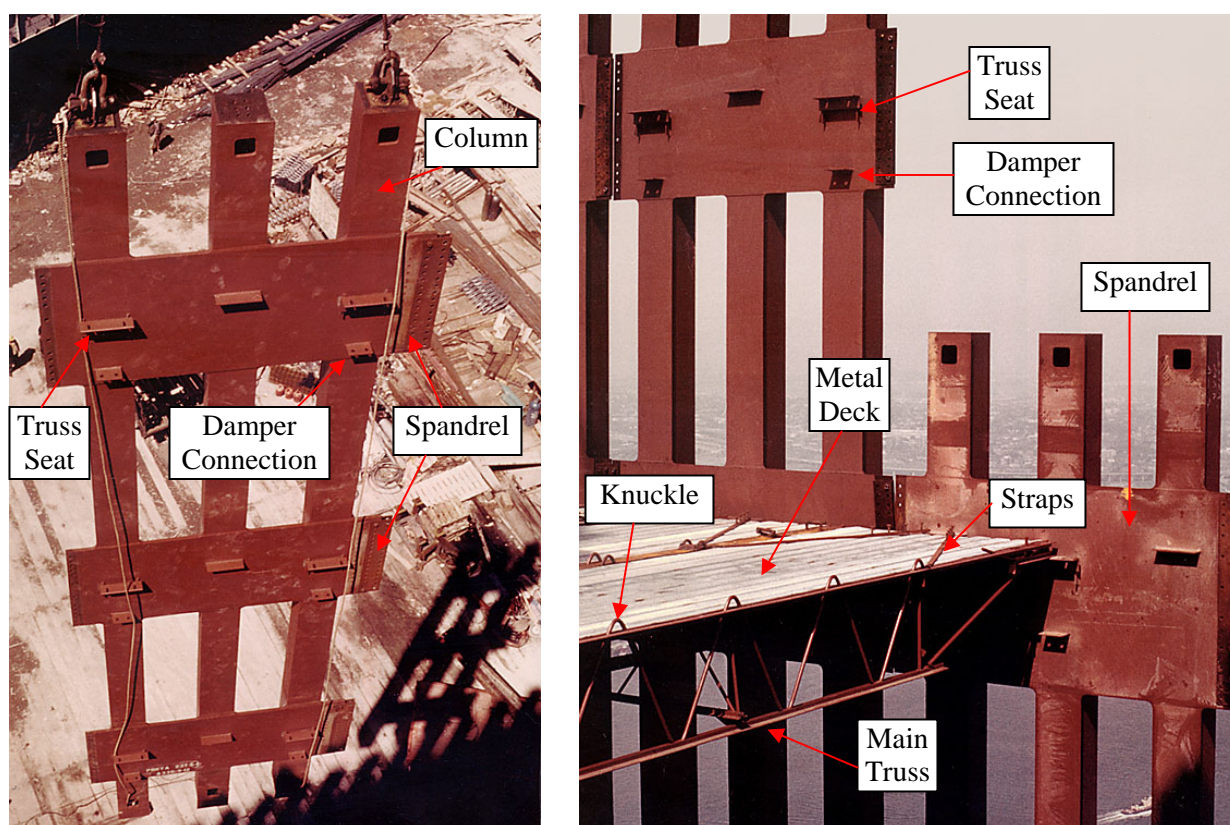 Column
Truss
Seat
Damper
Connection
Spandrel
Truss
Seat
Damper
Connection
Spandrel
Metal
Deck
Knuckle
Straps
Main
Truss